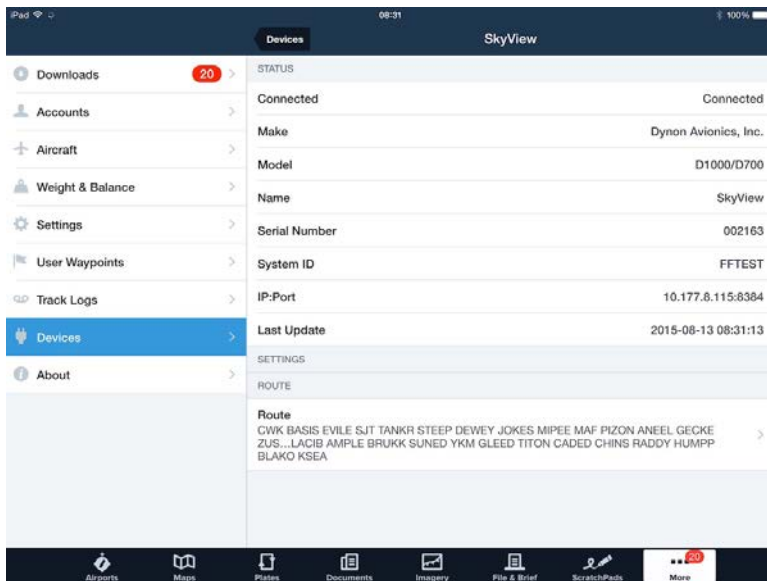 iPad 08:31 100%
Devices SkyView
Downloads 20
Accounts
Aircraft
Weight & Balance
Settings
User Waypoints
Track Logs
Devices
About
STATUS
Connected Connected
Make Dynon Avionics, Inc.
Model D1000/D700
Name SkyView
Serial Number 002163
System ID FFTEST
IP:Port 10.177.8.115:8384
Last Update 2015-08-13 08:31:13
SETTINGS
ROUTE
Route
CWK BASIS EVILE SJT TANKR STEEP DEWEY JOKES MIPEE MAF PIZON ANEEL GECKE
ZUS...LACIB AMPLE BRUKK SUNED YKM GLEED TITON CADED CHINS RADDY HUMPP
BLAKO KSEA
Airports Maps Plates Documents Imagery File & Brief ScratchPads More 20